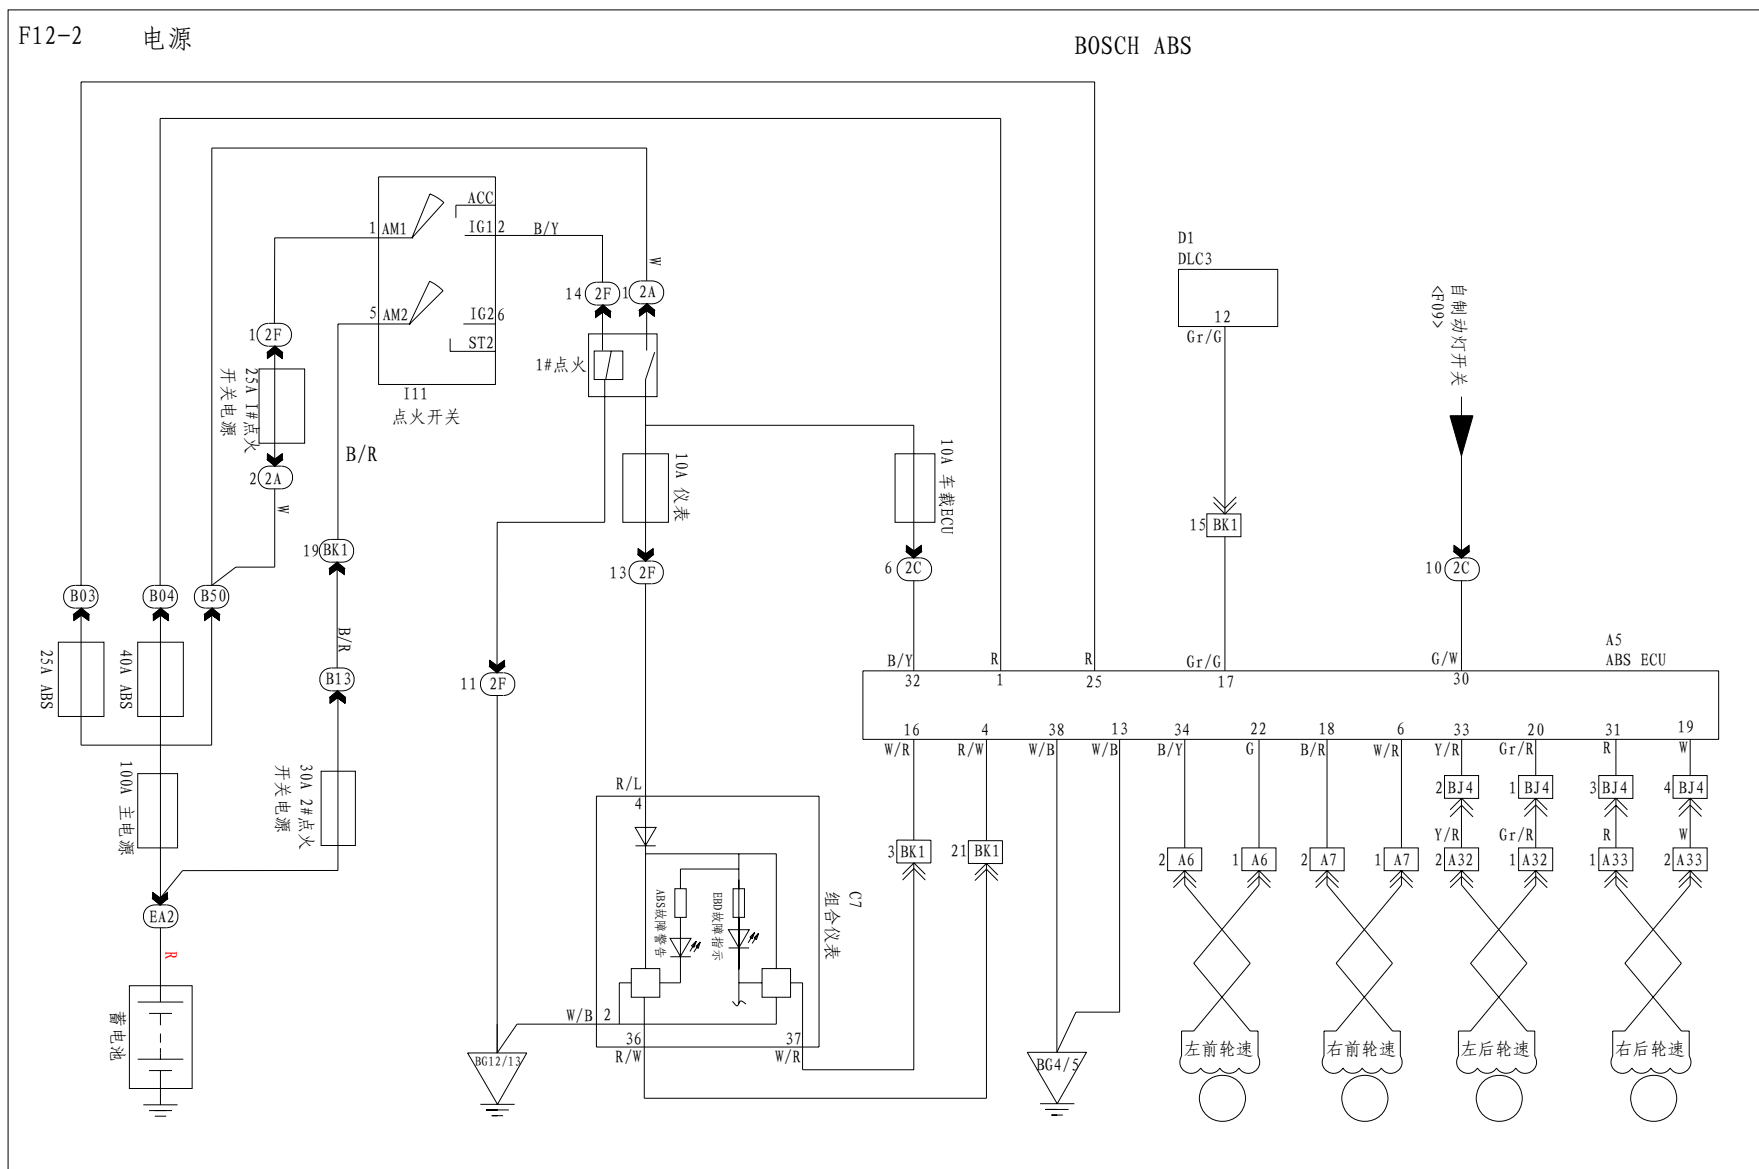 F12-2 电源
BOSCH ABS
ACC
1 AM1
IG1 2
B/Y
5 AM2
IG2 6
ST2
I11
点火开关
W
14 2F
1 2A
1#点火
1 2F
25A I#点火
开关电源
2 2A
W
B/R
19 BK1
B/R
B13
30A 2#点火
开关电源
B03
B04
B50
25A ABS
40A ABS
100A 主电源
EA2
R
蓄电池
10A 仪表
13 2F
10A 车载ECU
6 2C
11 2F
D1
DLC3
12
Gr/G
15 BK1
自制动灯开关
<F09>
10 2C
A5
ABS ECU
B/Y
R
R
Gr/G
G/W
32
1
25
17
30
16
4
38
13
34
22
18
6
33
20
31
19
W/R
R/W
W/B
W/B
B/Y
G
B/R
W/R
Y/R
Gr/R
R
W
2 BJ4
1 BJ4
3 BJ4
4 BJ4
Y/R
Gr/R
R
W
3 BK1
21 BK1
2 A6
1 A6
2 A7
1 A7
2 A32
1 A32
1 A33
2 A33
R/L
4
C7
组合仪表
ABS故障警告
EBD故障指示
W/B 2
36
37
R/W
W/R
BG12/13
BG4/5
左前轮速
右前轮速
左后轮速
右后轮速